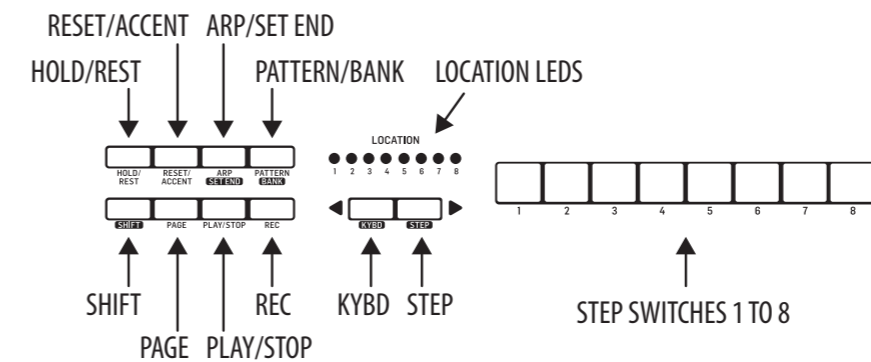 RESET/ACCENT ARP/SET END
HOLD/REST PATTERN/BANK LOCATION LEDS
LOCATION
1 2 3 4 5 6 7 8
HOLD/ RESET/ ARP PATTERN
REST ACCENT SET END BANK
1 2 3 4 5 6 7 8
SHIFT PAGE PLAY/STOP REC
KYBD STEP
SHIFT REC KYBD STEP STEP SWITCHES 1 TO 8
PAGE PLAY/STOP